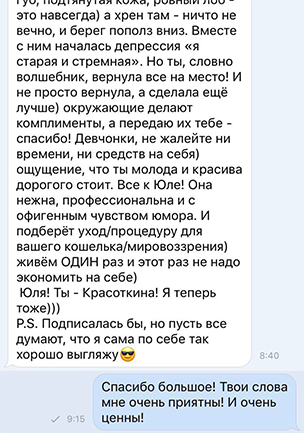 губ, подтянутая кожа, ровный лоб -
это навсегда) а хрен там - ничто не
вечно, и берег пополз вниз. Вместе
с ним началась депрессия «я
старая и стремная». Но ты, словно
волшебник, вернула все на место! И
не просто вернула, а сделала ещё
лучше) окружающие делают
комплименты, а передаю их тебе -
спасибо! Девчонки, не жалейте ни
времени, ни средств на себя)
ощущение, что ты молода и красива
дорогого стоит. Все к Юле! Она
нежна, профессиональна и с
офигенным чувством юмора. И
подберёт уход/процедуру для
вашего кошелька/мировоззрения)
живём ОДИН раз и этот раз не надо
экономить на себе)
Юля! Ты - Красоткина! Я теперь
тоже)))
P.S. Подписалась бы, но пусть все
думают, что я сама по себе так
хорошо выгляжу😎
8:40
Спасибо большое! Твои слова
мне очень приятны! И очень
ценны!
9:15